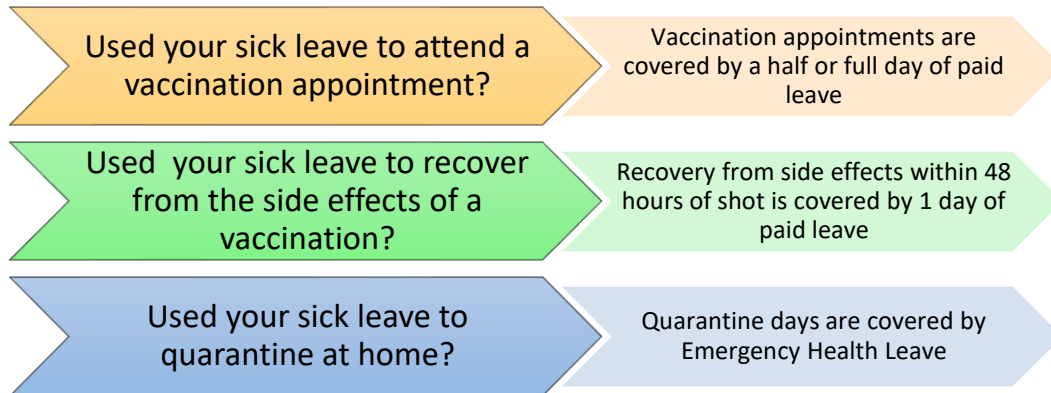 Used your sick leave to attend a
vaccination appointment?
Vaccination appointments are
covered by a half or full day of paid
leave
Used  your sick leave to recover
from the side effects of a
vaccination?
Recovery from side effects within 48
hours of shot is covered by 1 day of
paid leave
Used your sick leave to
quarantine at home?
Quarantine days are covered by
Emergency Health Leave